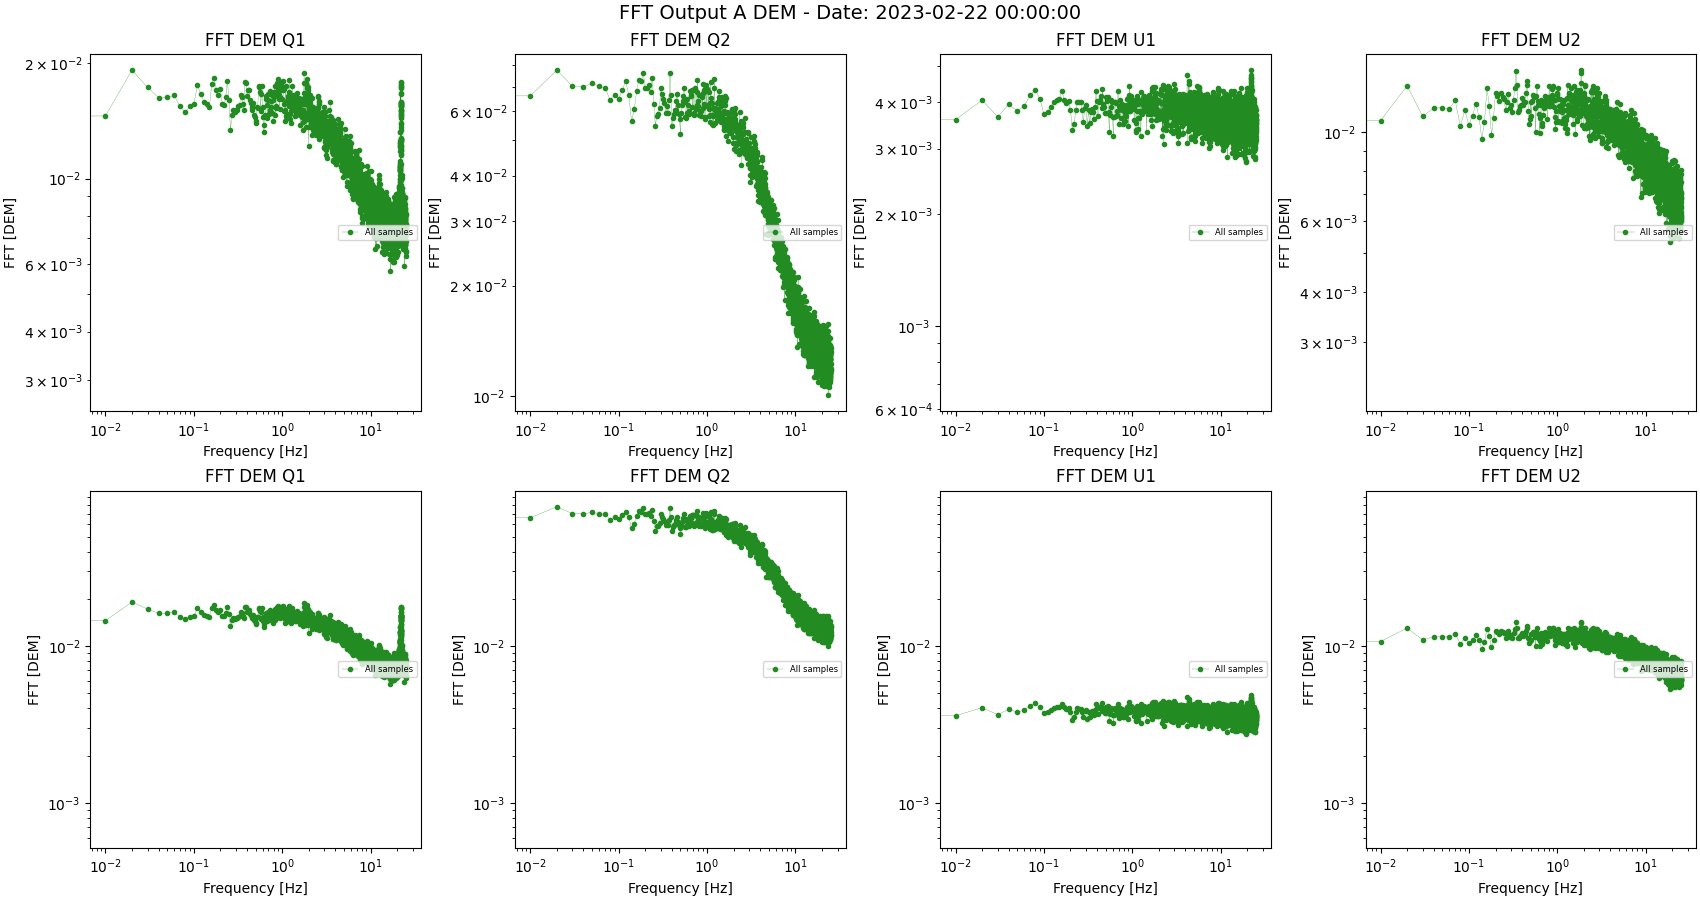 FFT Output A DEM - Date: 2023-02-22 00:00:00
FFT DEM Q1
FFT [DEM]
2 × 10⁻²
10⁻²
6 × 10⁻³
4 × 10⁻³
3 × 10⁻³
All samples
10⁻² 10⁻¹ 10⁰ 10¹
Frequency [Hz]
FFT DEM Q2
FFT [DEM]
6 × 10⁻²
4 × 10⁻²
3 × 10⁻²
2 × 10⁻²
10⁻²
All samples
10⁻² 10⁻¹ 10⁰ 10¹
Frequency [Hz]
FFT DEM U1
FFT [DEM]
4 × 10⁻³
3 × 10⁻³
2 × 10⁻³
10⁻³
6 × 10⁻⁴
All samples
10⁻² 10⁻¹ 10⁰ 10¹
Frequency [Hz]
FFT DEM U2
FFT [DEM]
10⁻²
6 × 10⁻³
4 × 10⁻³
3 × 10⁻³
All samples
10⁻² 10⁻¹ 10⁰ 10¹
Frequency [Hz]
FFT DEM Q1
FFT [DEM]
10⁻²
10⁻³
All samples
10⁻² 10⁻¹ 10⁰ 10¹
Frequency [Hz]
FFT DEM Q2
FFT [DEM]
10⁻²
10⁻³
All samples
10⁻² 10⁻¹ 10⁰ 10¹
Frequency [Hz]
FFT DEM U1
FFT [DEM]
10⁻²
10⁻³
All samples
10⁻² 10⁻¹ 10⁰ 10¹
Frequency [Hz]
FFT DEM U2
FFT [DEM]
10⁻²
10⁻³
All samples
10⁻² 10⁻¹ 10⁰ 10¹
Frequency [Hz]